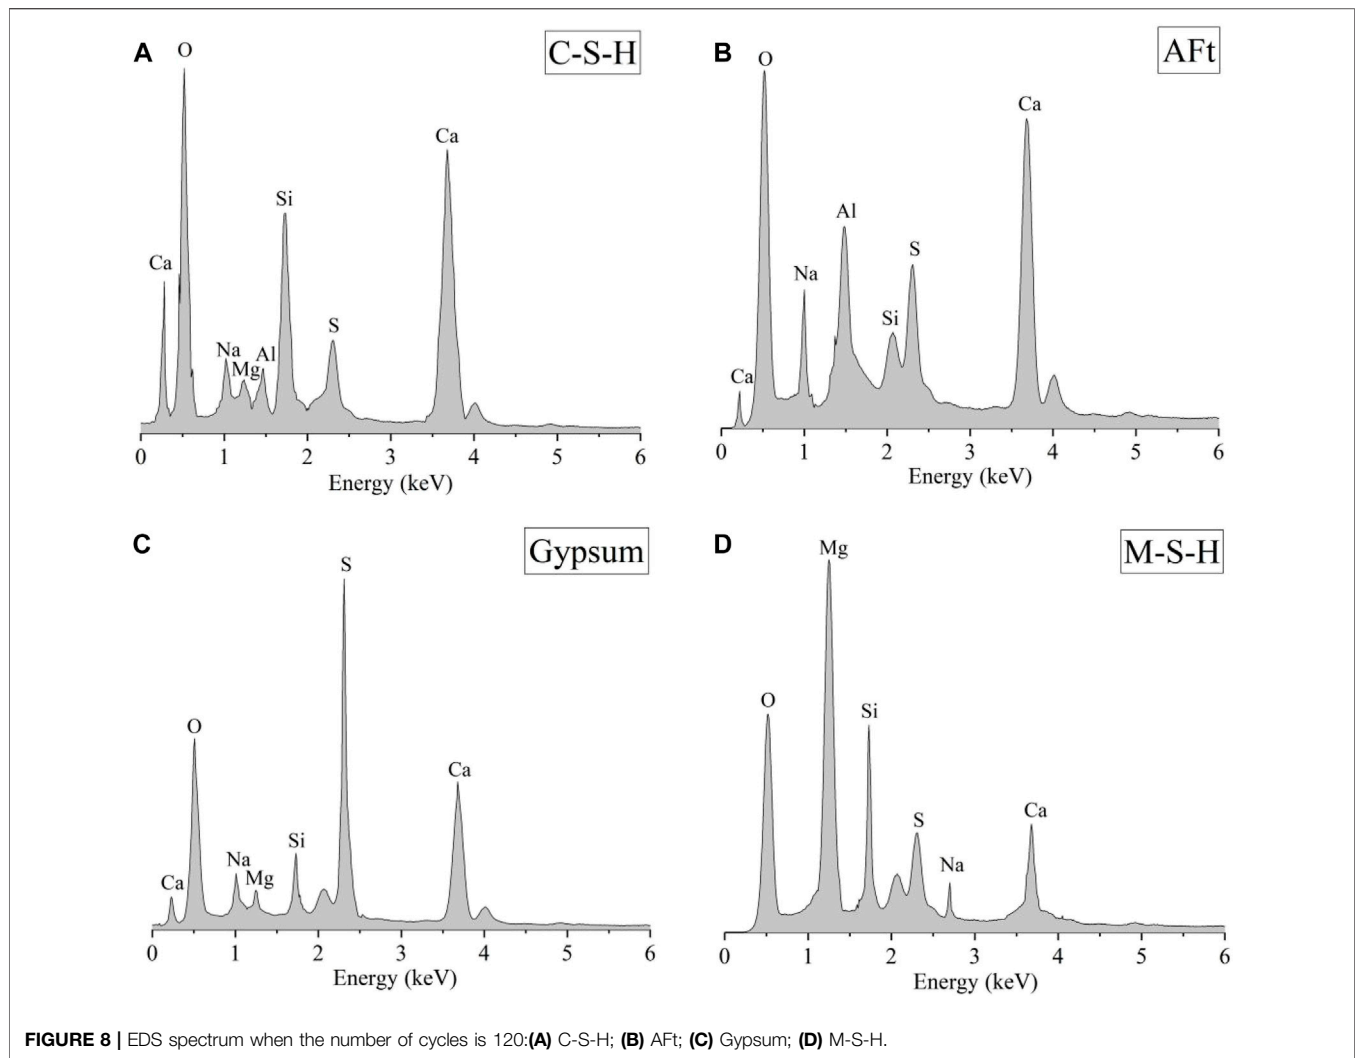 A
C-S-H
O
Ca
Si
Ca
S
Na
Mg
Al
0 1 2 3 4 5 6
Energy (keV)
B
AFt
O
Ca
Al
S
Na
Si
Ca
0 1 2 3 4 5 6
Energy (keV)
C
Gypsum
S
O
Ca
Si
Na
Mg
Ca
0 1 2 3 4 5 6
Energy (keV)
D
M-S-H
Mg
O
Si
Ca
S
Na
0 1 2 3 4 5 6
Energy (keV)
FIGURE 8 | EDS spectrum when the number of cycles is 120:(A) C-S-H; (B) AFt; (C) Gypsum; (D) M-S-H.